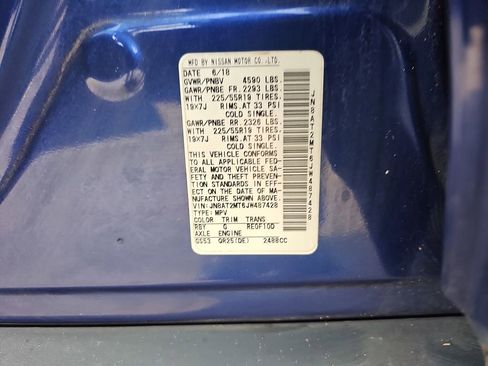 MFD BY NISSAN MOTOR CO.,LTD.
DATE 6/18
GVWR/PNBV 4590 LBS.
GAWR/PNBE FR.2293 LBS.
WITH 225/55R19 TIRES.
19X7J RIMS.AT 33 PSI
COLD SINGLE.
GAWR/PNBE RR.2326 LBS.
WITH 225/55R19 TIRES.
19X7J RIMS.AT 33 PSI
COLD SINGLE.
THIS VEHICLE CONFORMS
TO ALL APPLICABLE FED-
ERAL MOTOR VEHICLE SA-
FETY AND THEFT PREVEN-
TION STANDARDS IN EFF-
ECT ON THE DATE OF MA-
NUFACTURE SHOWN ABOVE.
VIN: JN8AT2MT6JW487428
TYPE: MPV
COLOR TRIM TRANS
RBY G RE0F10D
AXLE ENGINE
GS53 QR25(DE) 2488CC
JN8AT2MT6JW487428